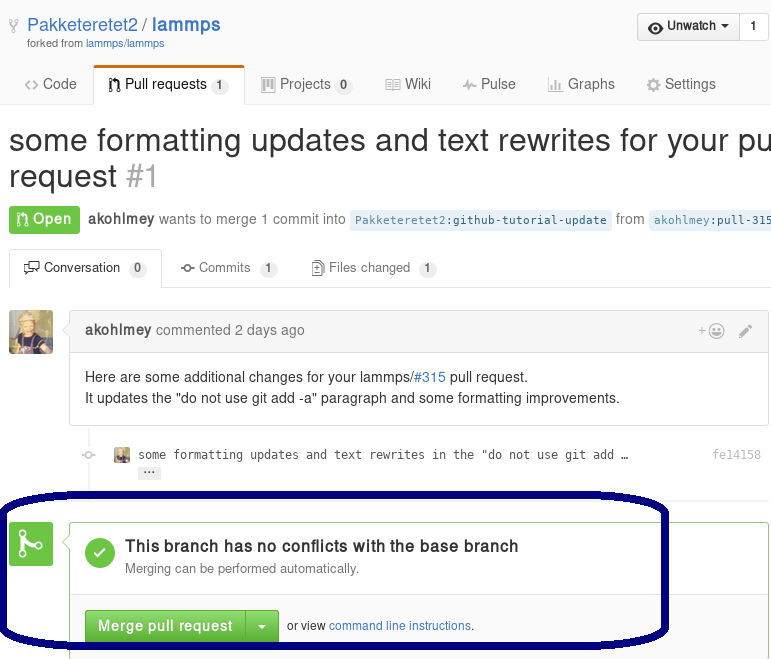 Pakketeretet2 / lammps
Unwatch 1
forked from lammps/lammps
Code Pull requests 1 Projects 0 Wiki Pulse Graphs Settings
some formatting updates and text rewrites for your pu
request #1
Open akohlmey wants to merge 1 commit into Pakketeretet2:github-tutorial-update from akohlmey:pull-315
Conversation 0 Commits 1 Files changed 1
akohlmey commented 2 days ago
Here are some additional changes for your lammps/#315 pull request.
It updates the "do not use git add -a" paragraph and some formatting improvements.
some formatting updates and text rewrites in the "do not use git add … fe14158
…
This branch has no conflicts with the base branch
Merging can be performed automatically.
Merge pull request or view command line instructions.